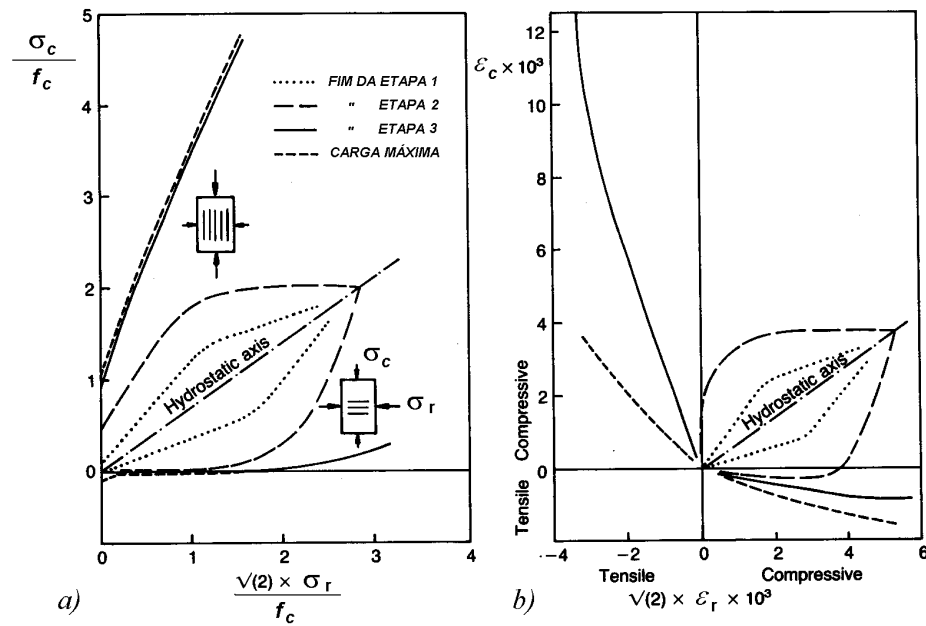 σc
fc
5
4
3
2
1
0
0
1
2
3
4
FIM DA ETAPA 1
" ETAPA 2
" ETAPA 3
CARGA MÁXIMA
Hydrostatic axis
σc
σr
√(2) × σr
fc
a)
εc × 10³
12
10
8
6
4
2
0
Compressive
Tensile
Hydrostatic axis
−4
−2
0
2
4
6
Tensile
Compressive
√(2) × εr × 10³
b)